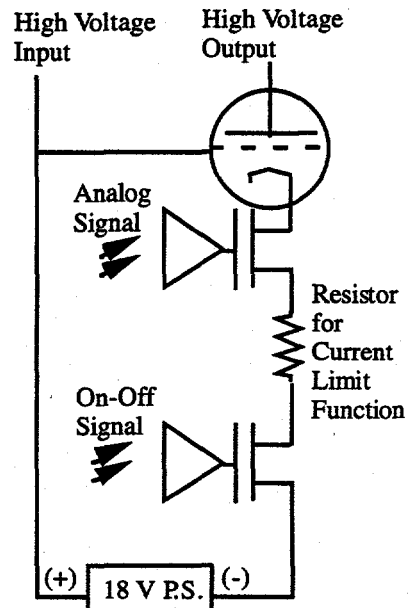 High Voltage
Input
High Voltage
Output
Analog
Signal
Resistor
for
Current
Limit
Function
On-Off
Signal
(+) 18 V P.S. (-)